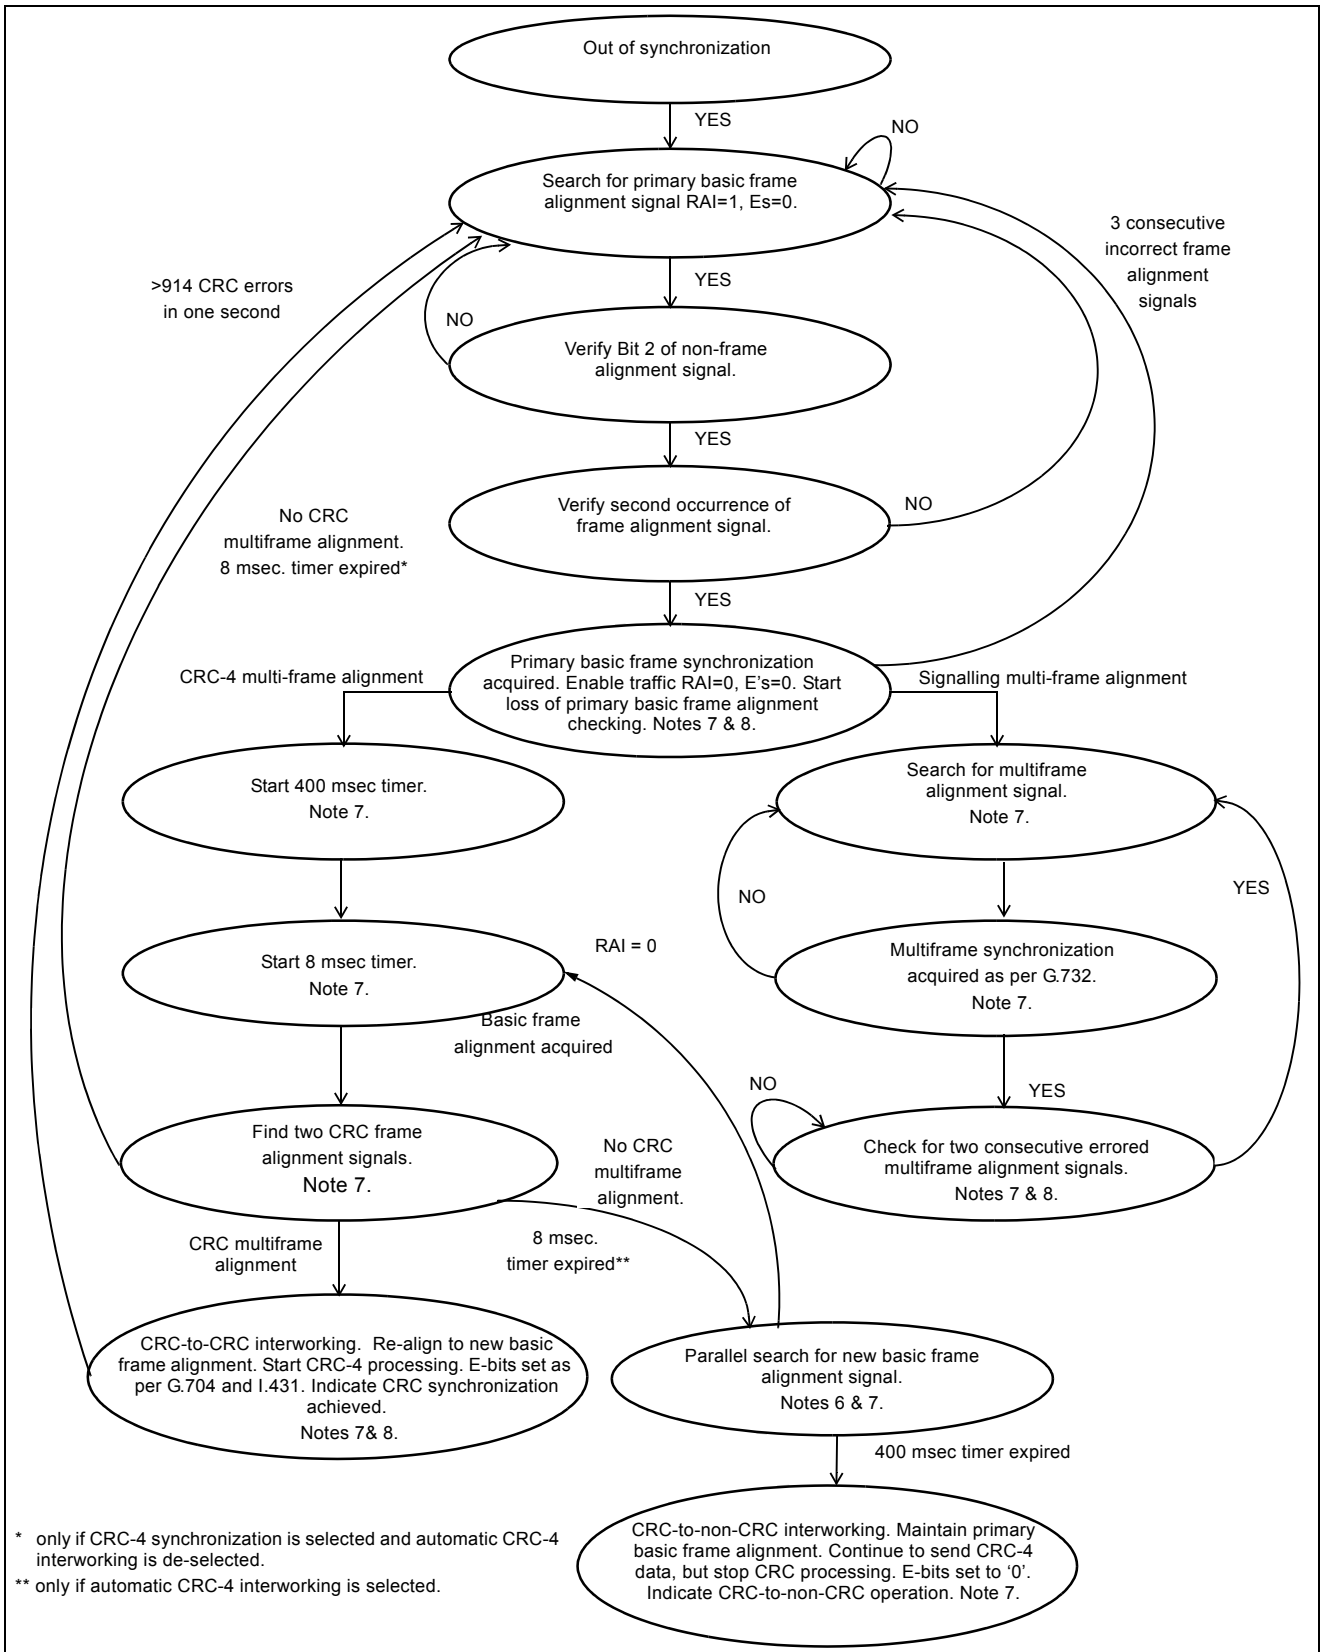 Out of synchronization
YES
NO
Search for primary basic frame
alignment signal RAI=1, Es=0.
3 consecutive
incorrect frame
alignment
signals
>914 CRC errors
in one second
YES
NO
Verify Bit 2 of non-frame
alignment signal.
YES
Verify second occurrence of
frame alignment signal.
NO
No CRC
multiframe alignment.
8 msec. timer expired*
YES
CRC-4 multi-frame alignment
Primary basic frame synchronization
acquired. Enable traffic RAI=0, E's=0. Start
loss of primary basic frame alignment
checking. Notes 7 & 8.
Signalling multi-frame alignment
Start 400 msec timer.
Note 7.
Search for multiframe
alignment signal.
Note 7.
NO
YES
Start 8 msec timer.
Note 7.
RAI = 0
Basic frame
alignment acquired
Multiframe synchronization
acquired as per G.732.
Note 7.
YES
NO
Find two CRC frame
alignment signals.
Note 7.
No CRC
multiframe
alignment.
Check for two consecutive errored
multiframe alignment signals.
Notes 7 & 8.
CRC multiframe
alignment
8 msec.
timer expired**
CRC-to-CRC interworking. Re-align to new basic
frame alignment. Start CRC-4 processing. E-bits set as
per G.704 and I.431. Indicate CRC synchronization
achieved.
Notes 7& 8.
Parallel search for new basic frame
alignment signal.
Notes 6 & 7.
400 msec timer expired
CRC-to-non-CRC interworking. Maintain primary
basic frame alignment. Continue to send CRC-4
data, but stop CRC processing. E-bits set to ‘0’.
Indicate CRC-to-non-CRC operation. Note 7.
* only if CRC-4 synchronization is selected and automatic CRC-4
interworking is de-selected.
** only if automatic CRC-4 interworking is selected.